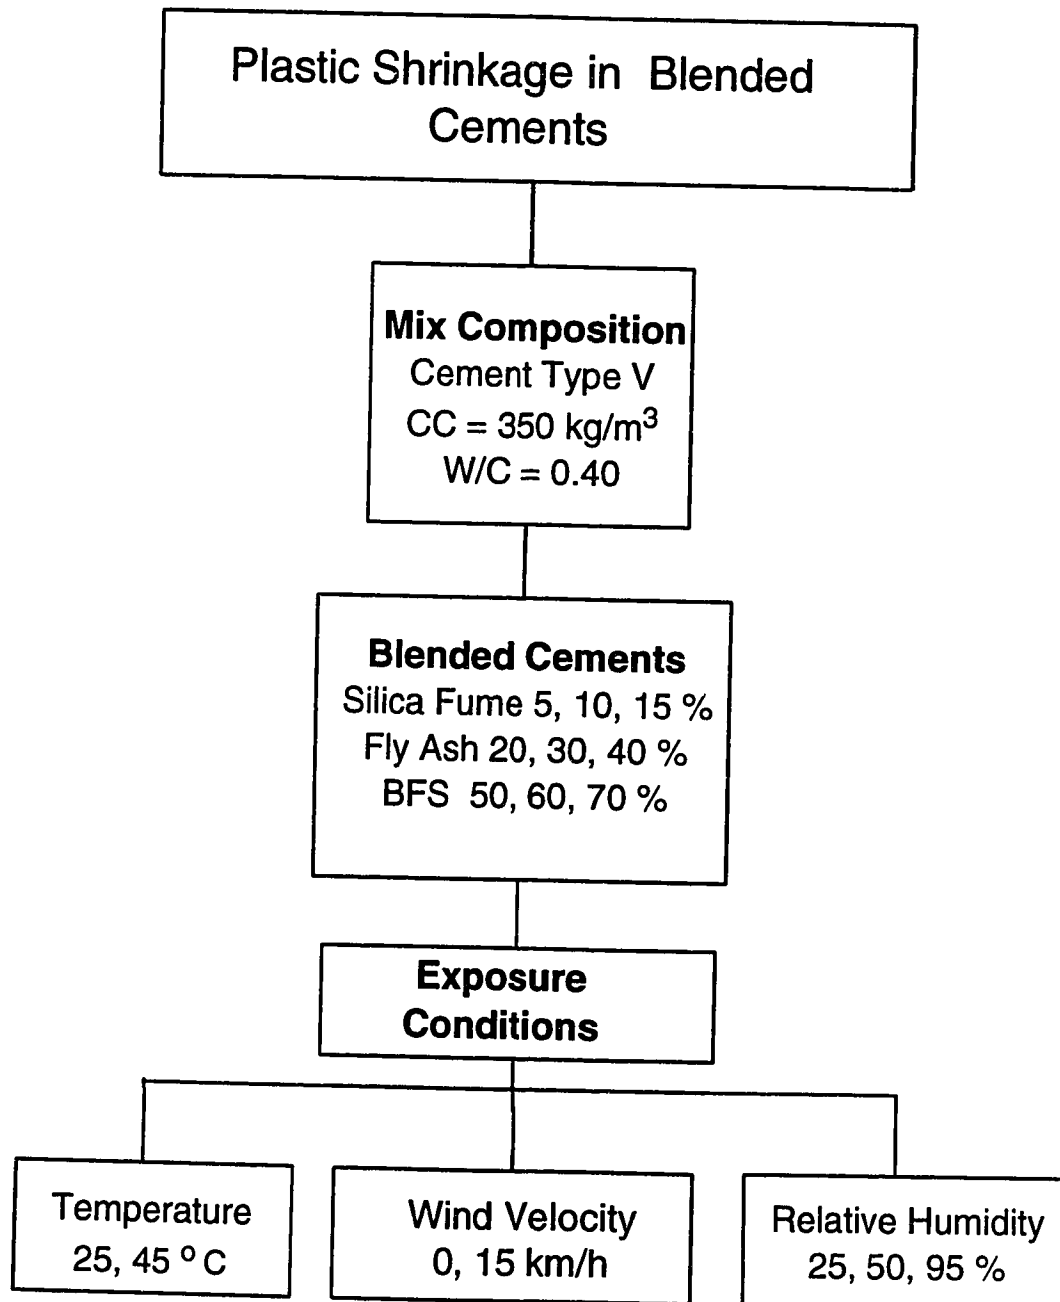 Plastic Shrinkage in Blended
Cements
Mix Composition
Cement Type V
CC = 350 kg/m³
W/C = 0.40
Blended Cements
Silica Fume 5, 10, 15 %
Fly Ash 20, 30, 40 %
BFS 50, 60, 70 %
Exposure
Conditions
Temperature
25, 45 ° C
Wind Velocity
0, 15 km/h
Relative Humidity
25, 50, 95 %